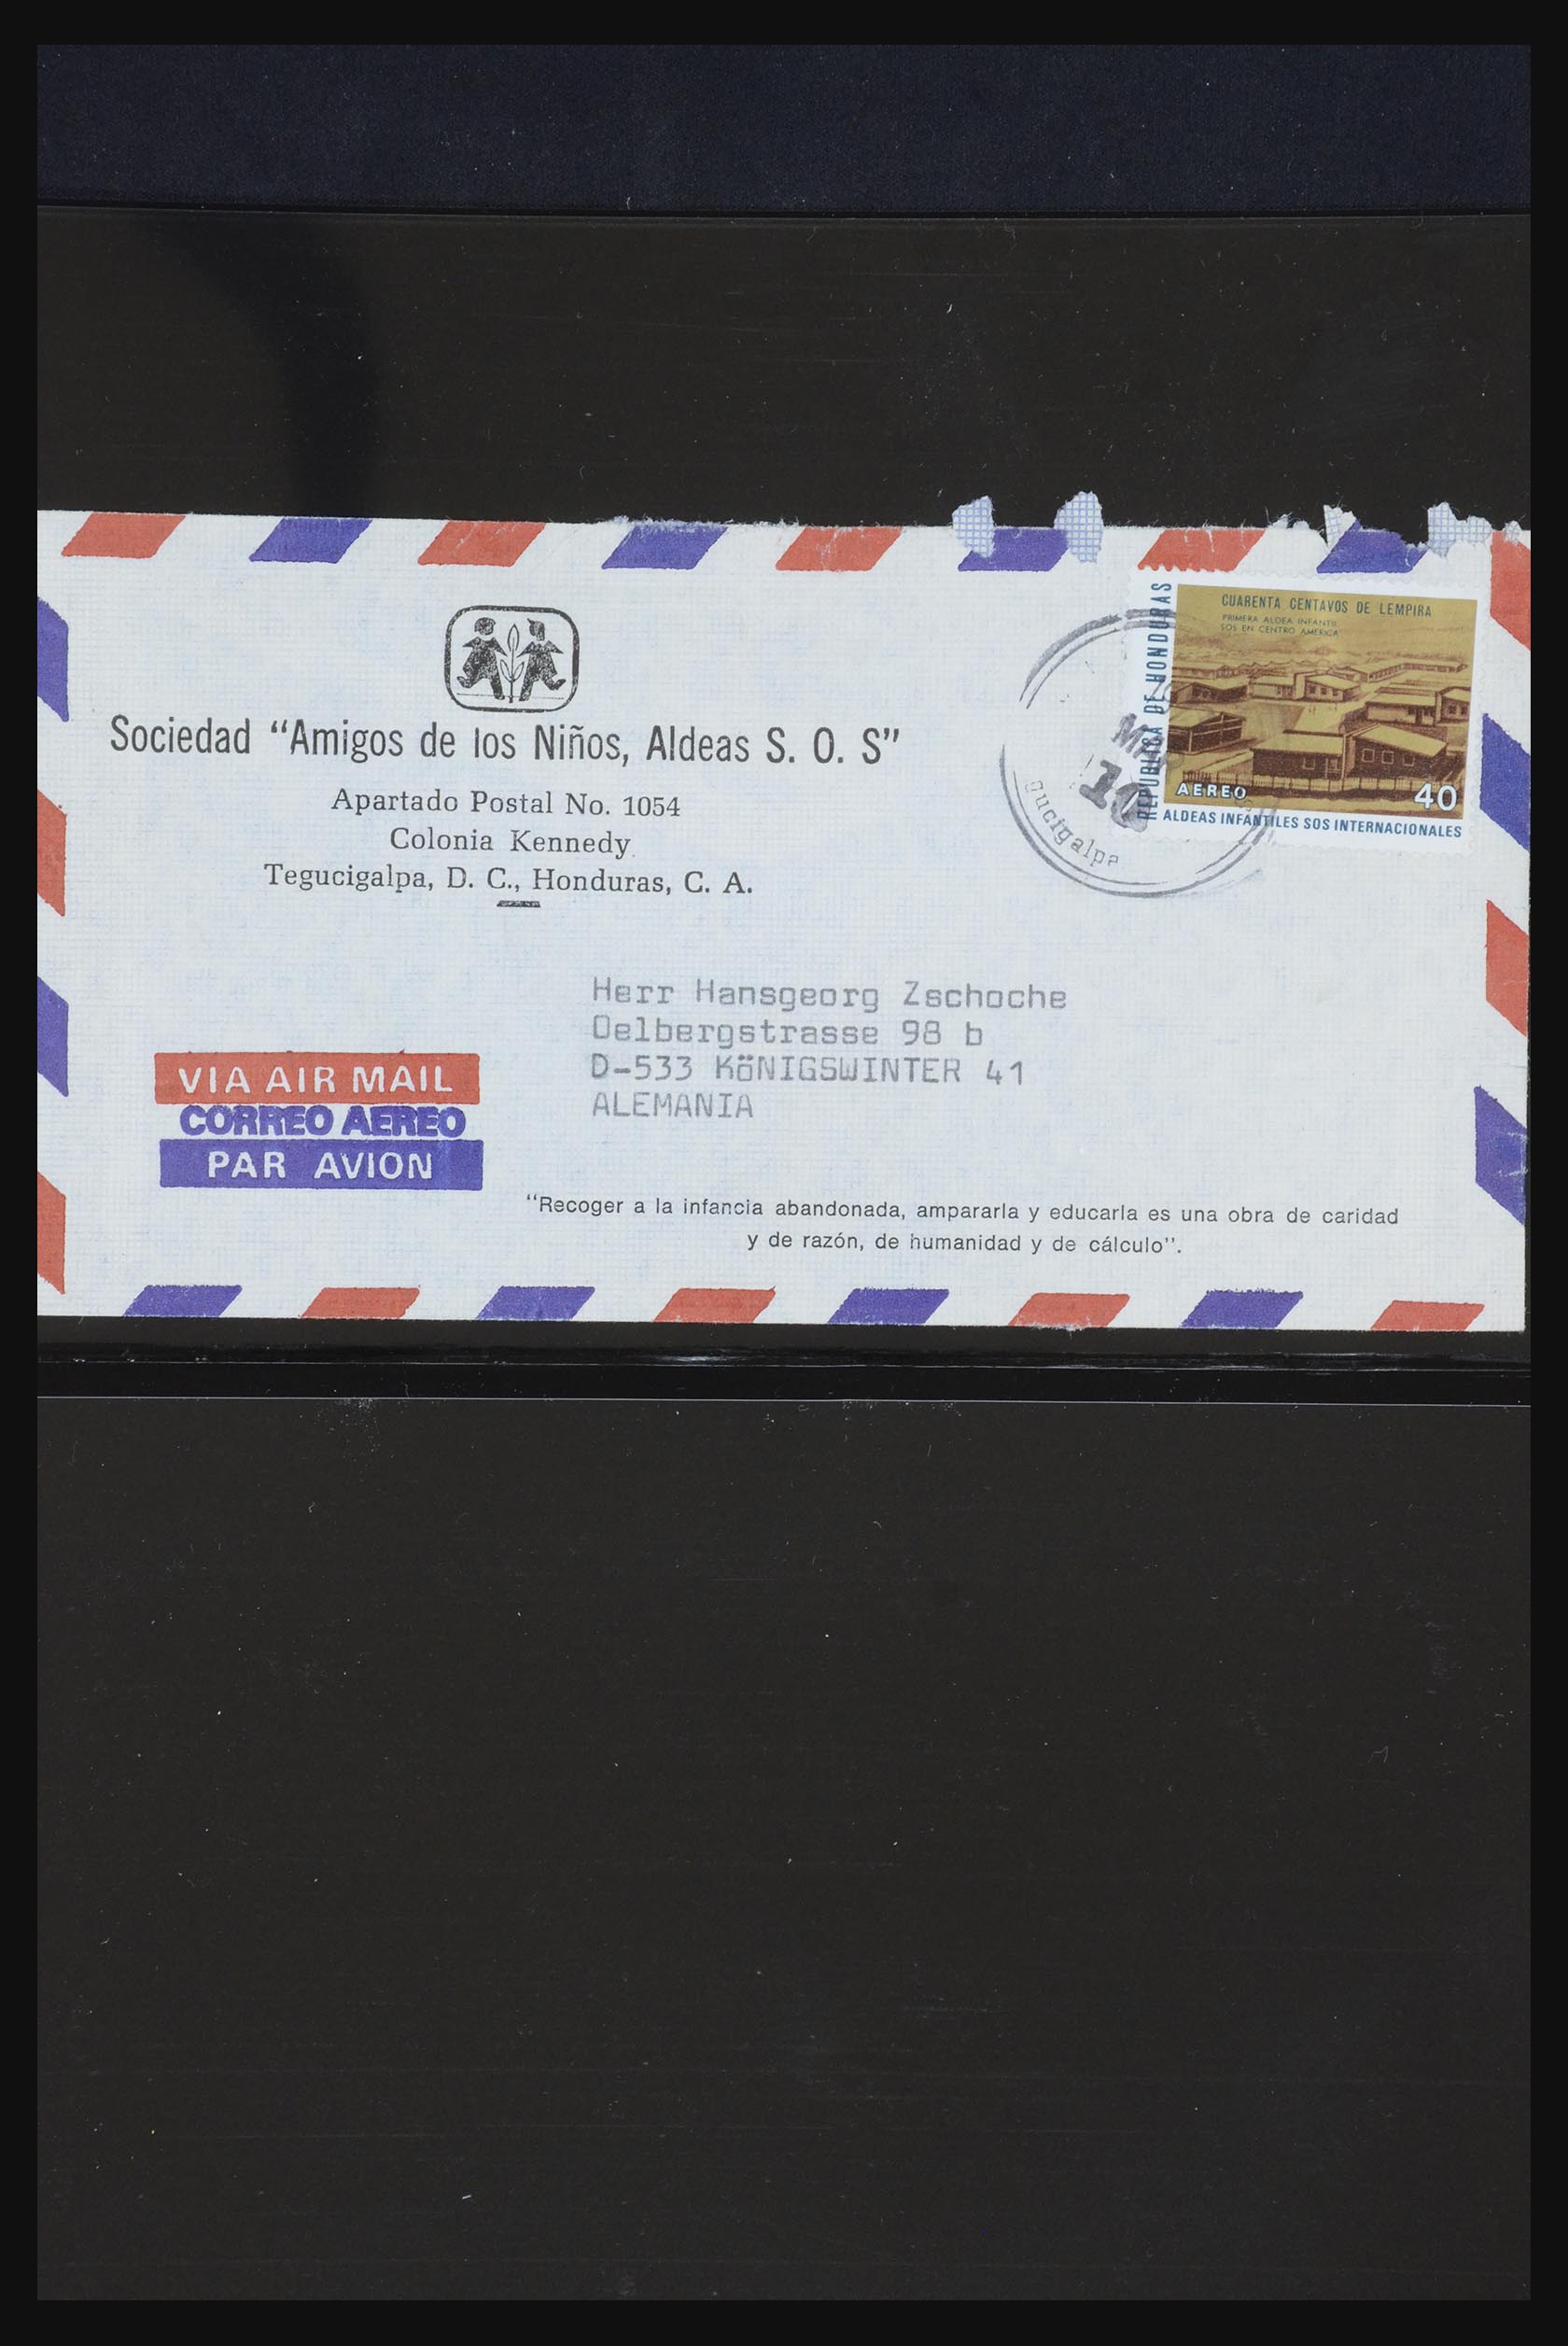 Sociedad “Amigos de los Niños, Aldeas S. O. S”
Apartado Postal No. 1054
Colonia Kennedy
Tegucigalpa, D. C., Honduras, C. A.
CUARENTA CENTAVOS DE LEMPIRA
PRIMERA ALDEA INFANTIL
SOS EN CENTRO AMERICA
REPUBLICA DE HONDURAS
AEREO 40
ALDEAS INFANTILES SOS INTERNACIONALES
10
gucigalpa
Herr Hansgeorg Zschoche
Oelbergstrasse 98 b
D-533 KöNIGSWINTER 41
ALEMANIA
VIA AIR MAIL
CORREO AEREO
PAR AVION
“Recoger a la infancia abandonada, ampararla y educarla es una obra de caridad
y de razón, de humanidad y de cálculo”.